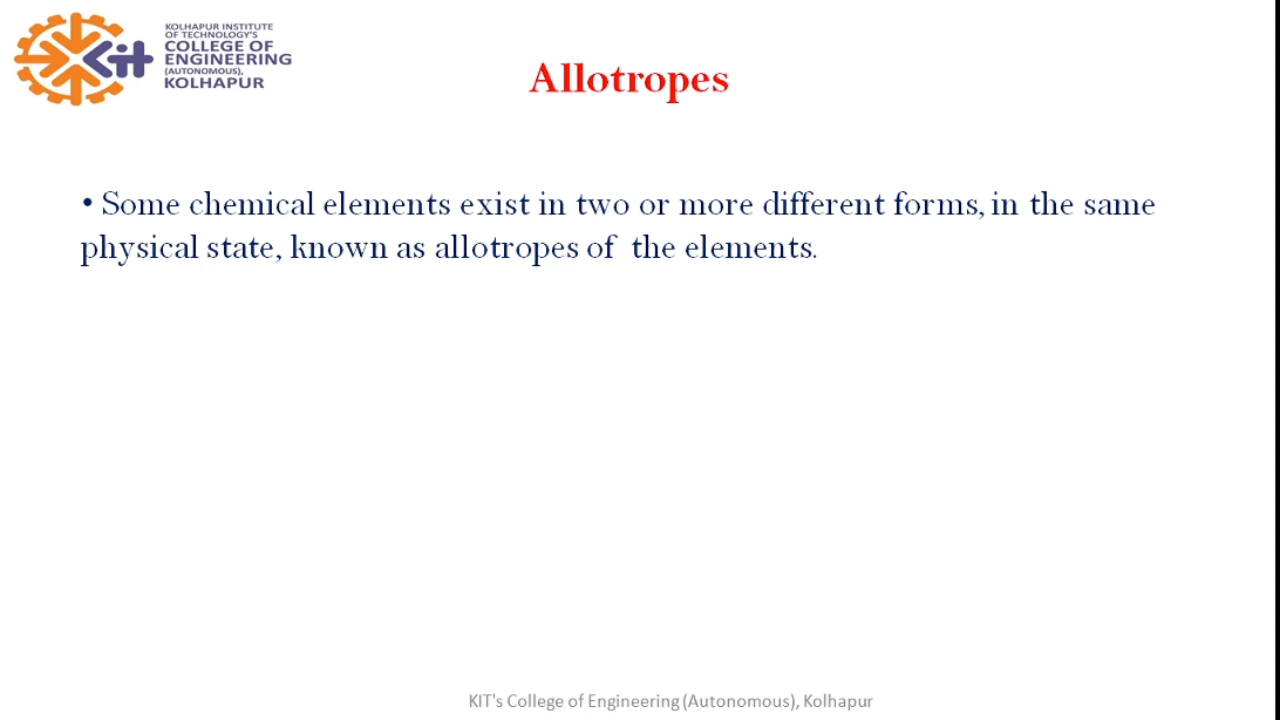 KOLHAPUR INSTITUTE
OF TECHNOLOGY'S
COLLEGE OF
ENGINEERING
(AUTONOMOUS),
KOLHAPUR
Kit
Allotropes
• Some chemical elements exist in two or more different forms, in the same
physical state, known as allotropes of the elements.
KIT's College of Engineering (Autonomous), Kolhapur